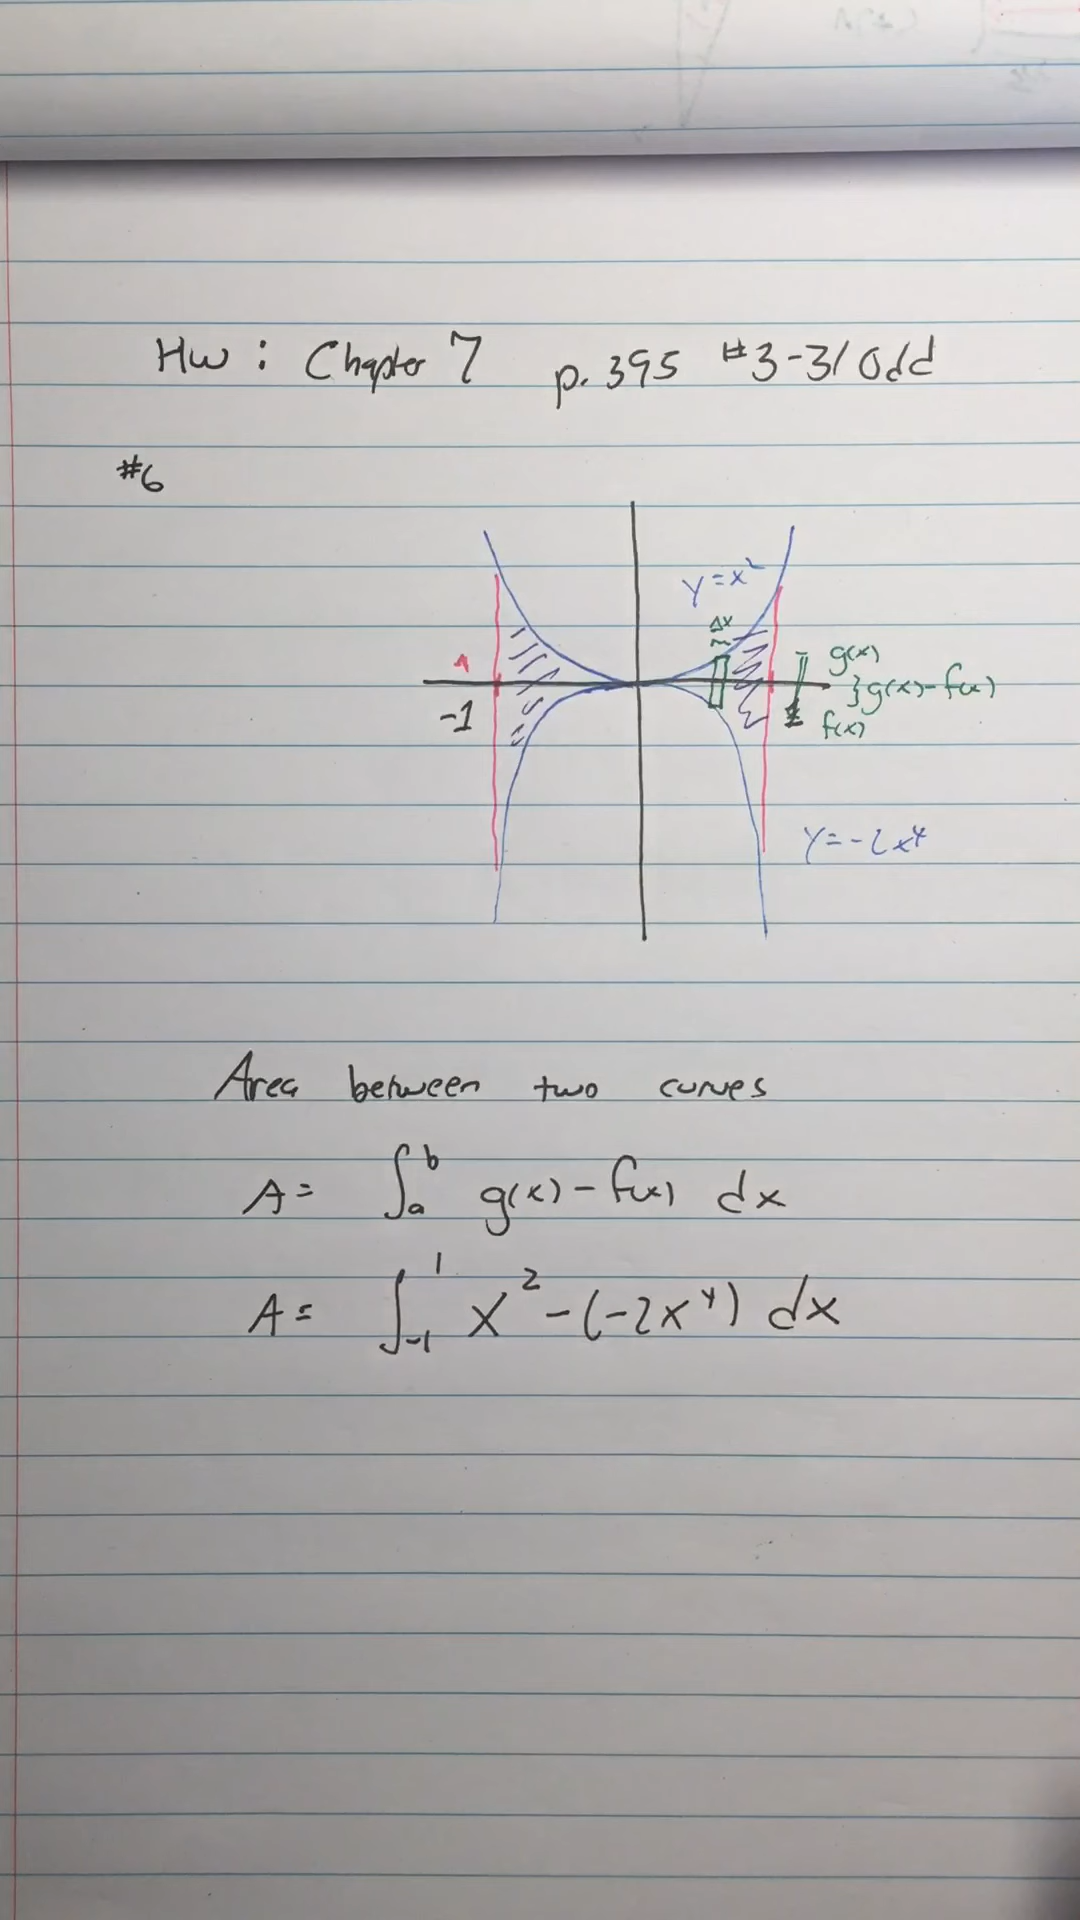 Hw : Chapter 7 p. 395 #3-31 Odd
#6
y=x²
Δx
g(x)
}g(x)-f(x)
-1
f(x)
y=-2x⁴
Area between two curves
A= ∫ₐᵇ g(x)-f(x) dx
A= ∫₋₁¹ x²-(-2x⁴) dx